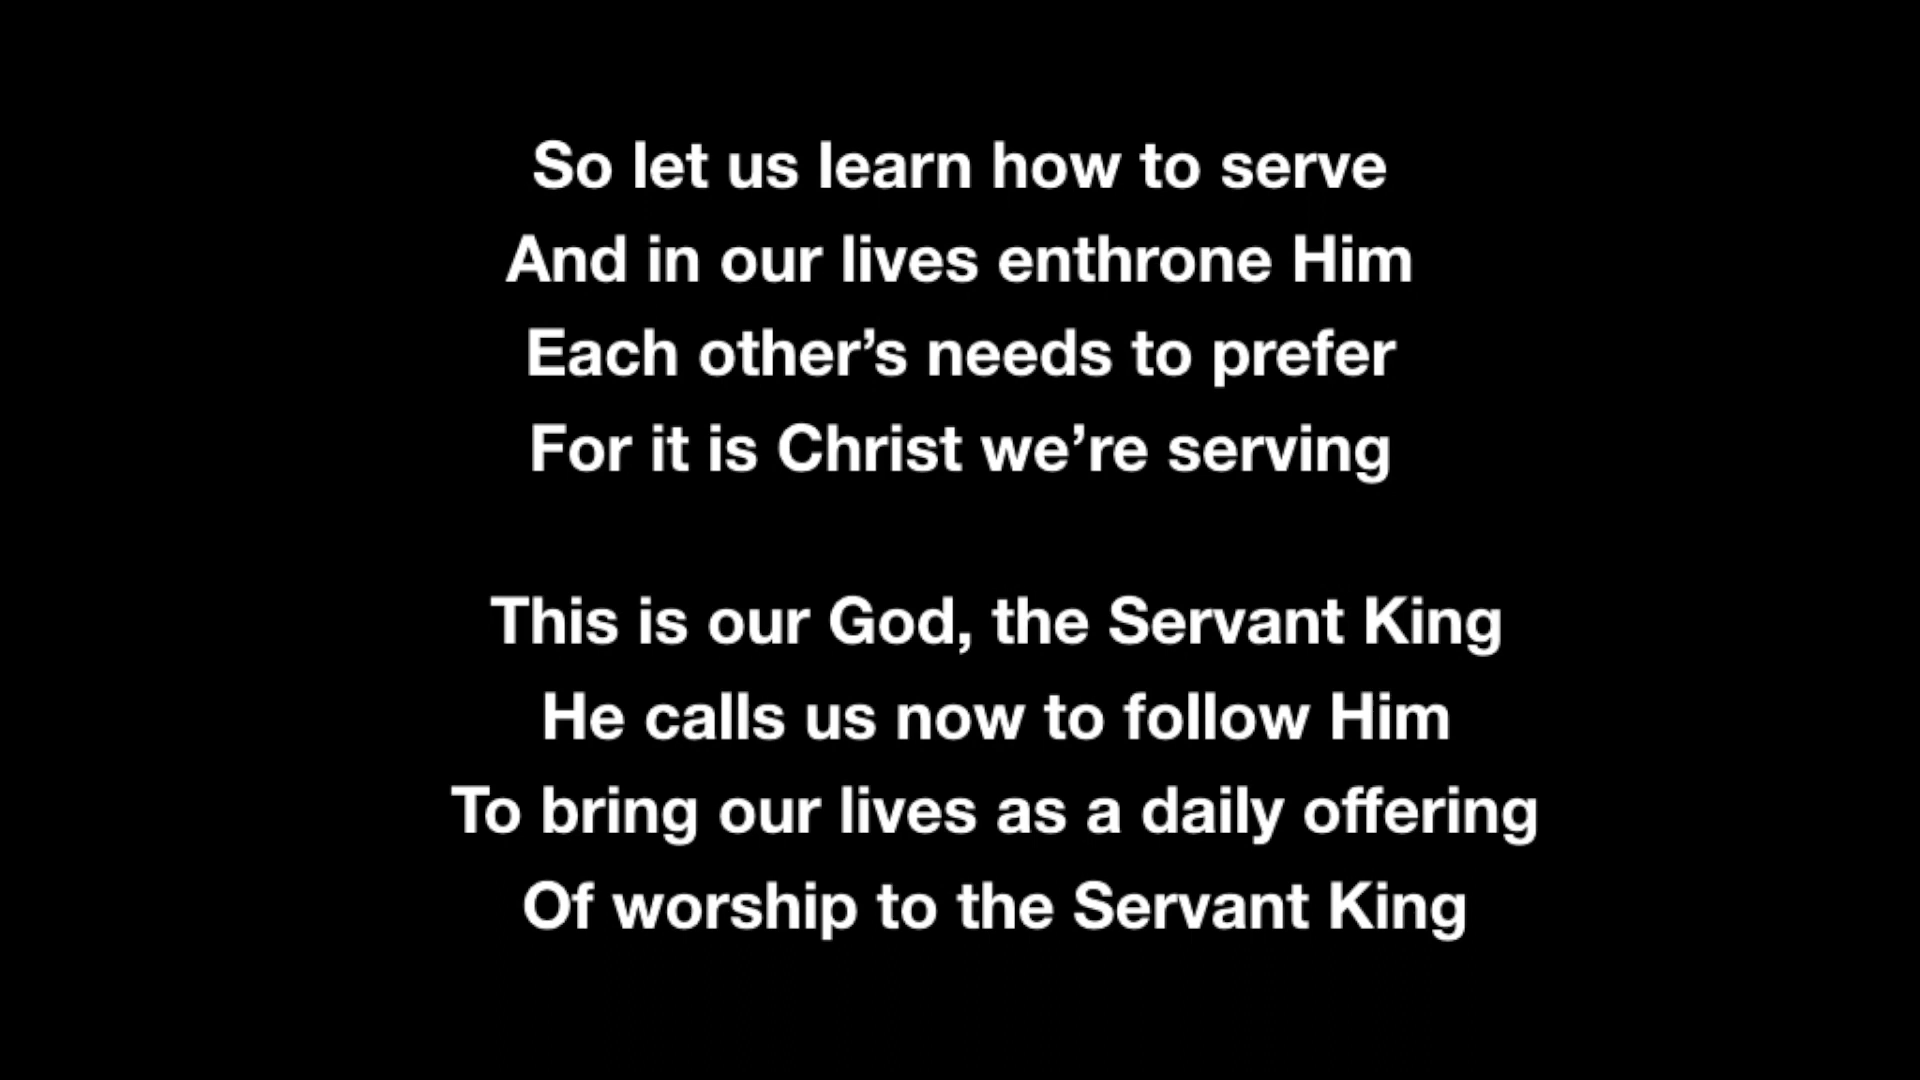 So let us learn how to serve
And in our lives enthrone Him
Each other’s needs to prefer
For it is Christ we’re serving
This is our God, the Servant King
He calls us now to follow Him
To bring our lives as a daily offering
Of worship to the Servant King